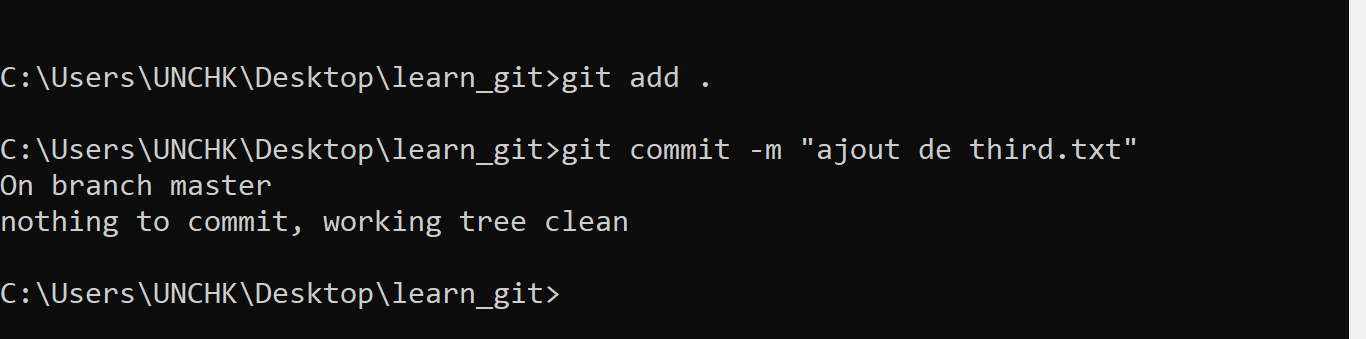 C:\Users\UNCHK\Desktop\learn_git>git add .
C:\Users\UNCHK\Desktop\learn_git>git commit -m "ajout de third.txt"
On branch master
nothing to commit, working tree clean
C:\Users\UNCHK\Desktop\learn_git>